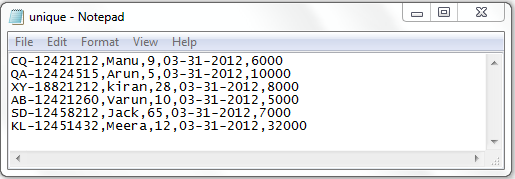 unique - Notepad
File Edit Format View Help
CQ-12421212,Manu,9,03-31-2012,6000
QA-12424515,Arun,5,03-31-2012,10000
XY-18821212,kiran,28,03-31-2012,8000
AB-12421260,Varun,10,03-31-2012,5000
SD-12458212,Jack,65,03-31-2012,7000
KL-12451432,Meera,12,03-31-2012,32000